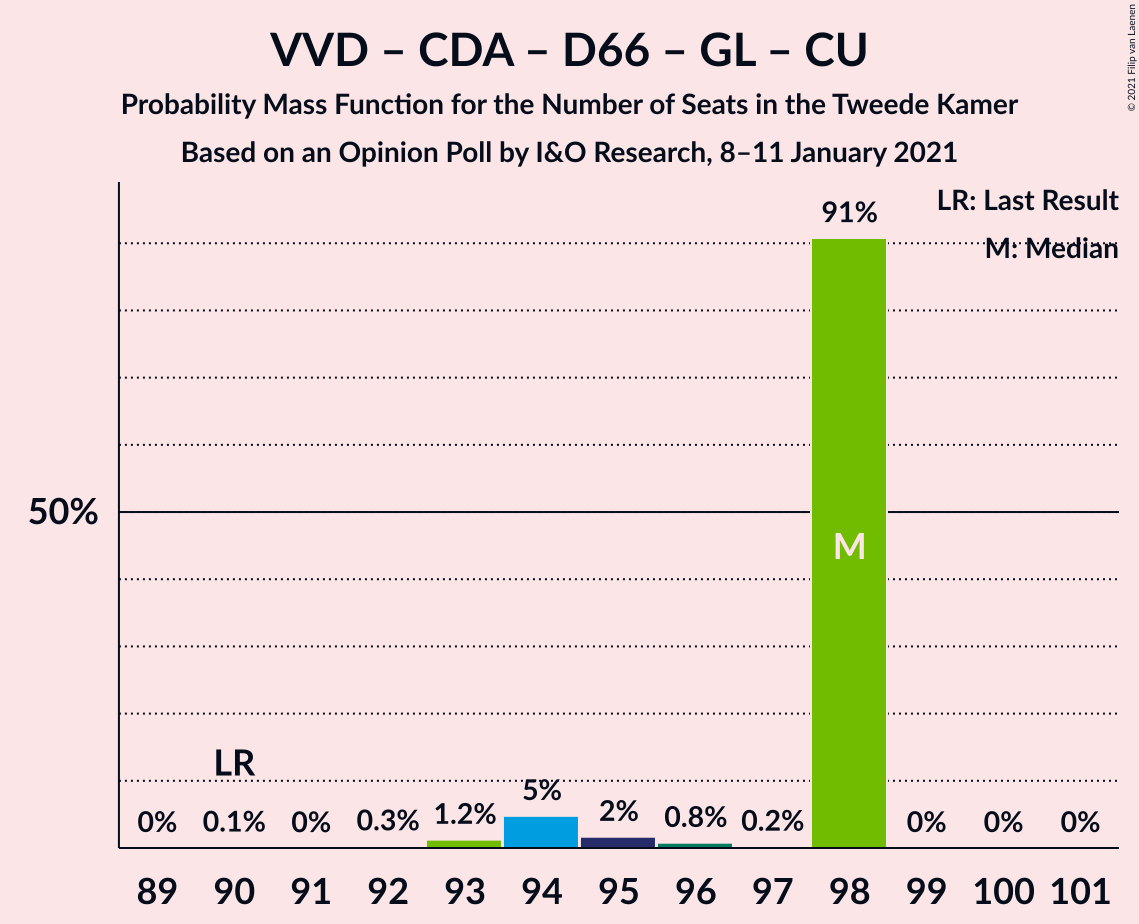 VVD – CDA – D66 – GL – CU
Probability Mass Function for the Number of Seats in the Tweede Kamer
Based on an Opinion Poll by I&O Research, 8–11 January 2021
© 2021 Filip van Laenen
LR: Last Result
M: Median
91%
50%
M
LR
0% 0.1% 0% 0.3% 1.2% 5% 2% 0.8% 0.2% 0% 0% 0%
89 90 91 92 93 94 95 96 97 98 99 100 101